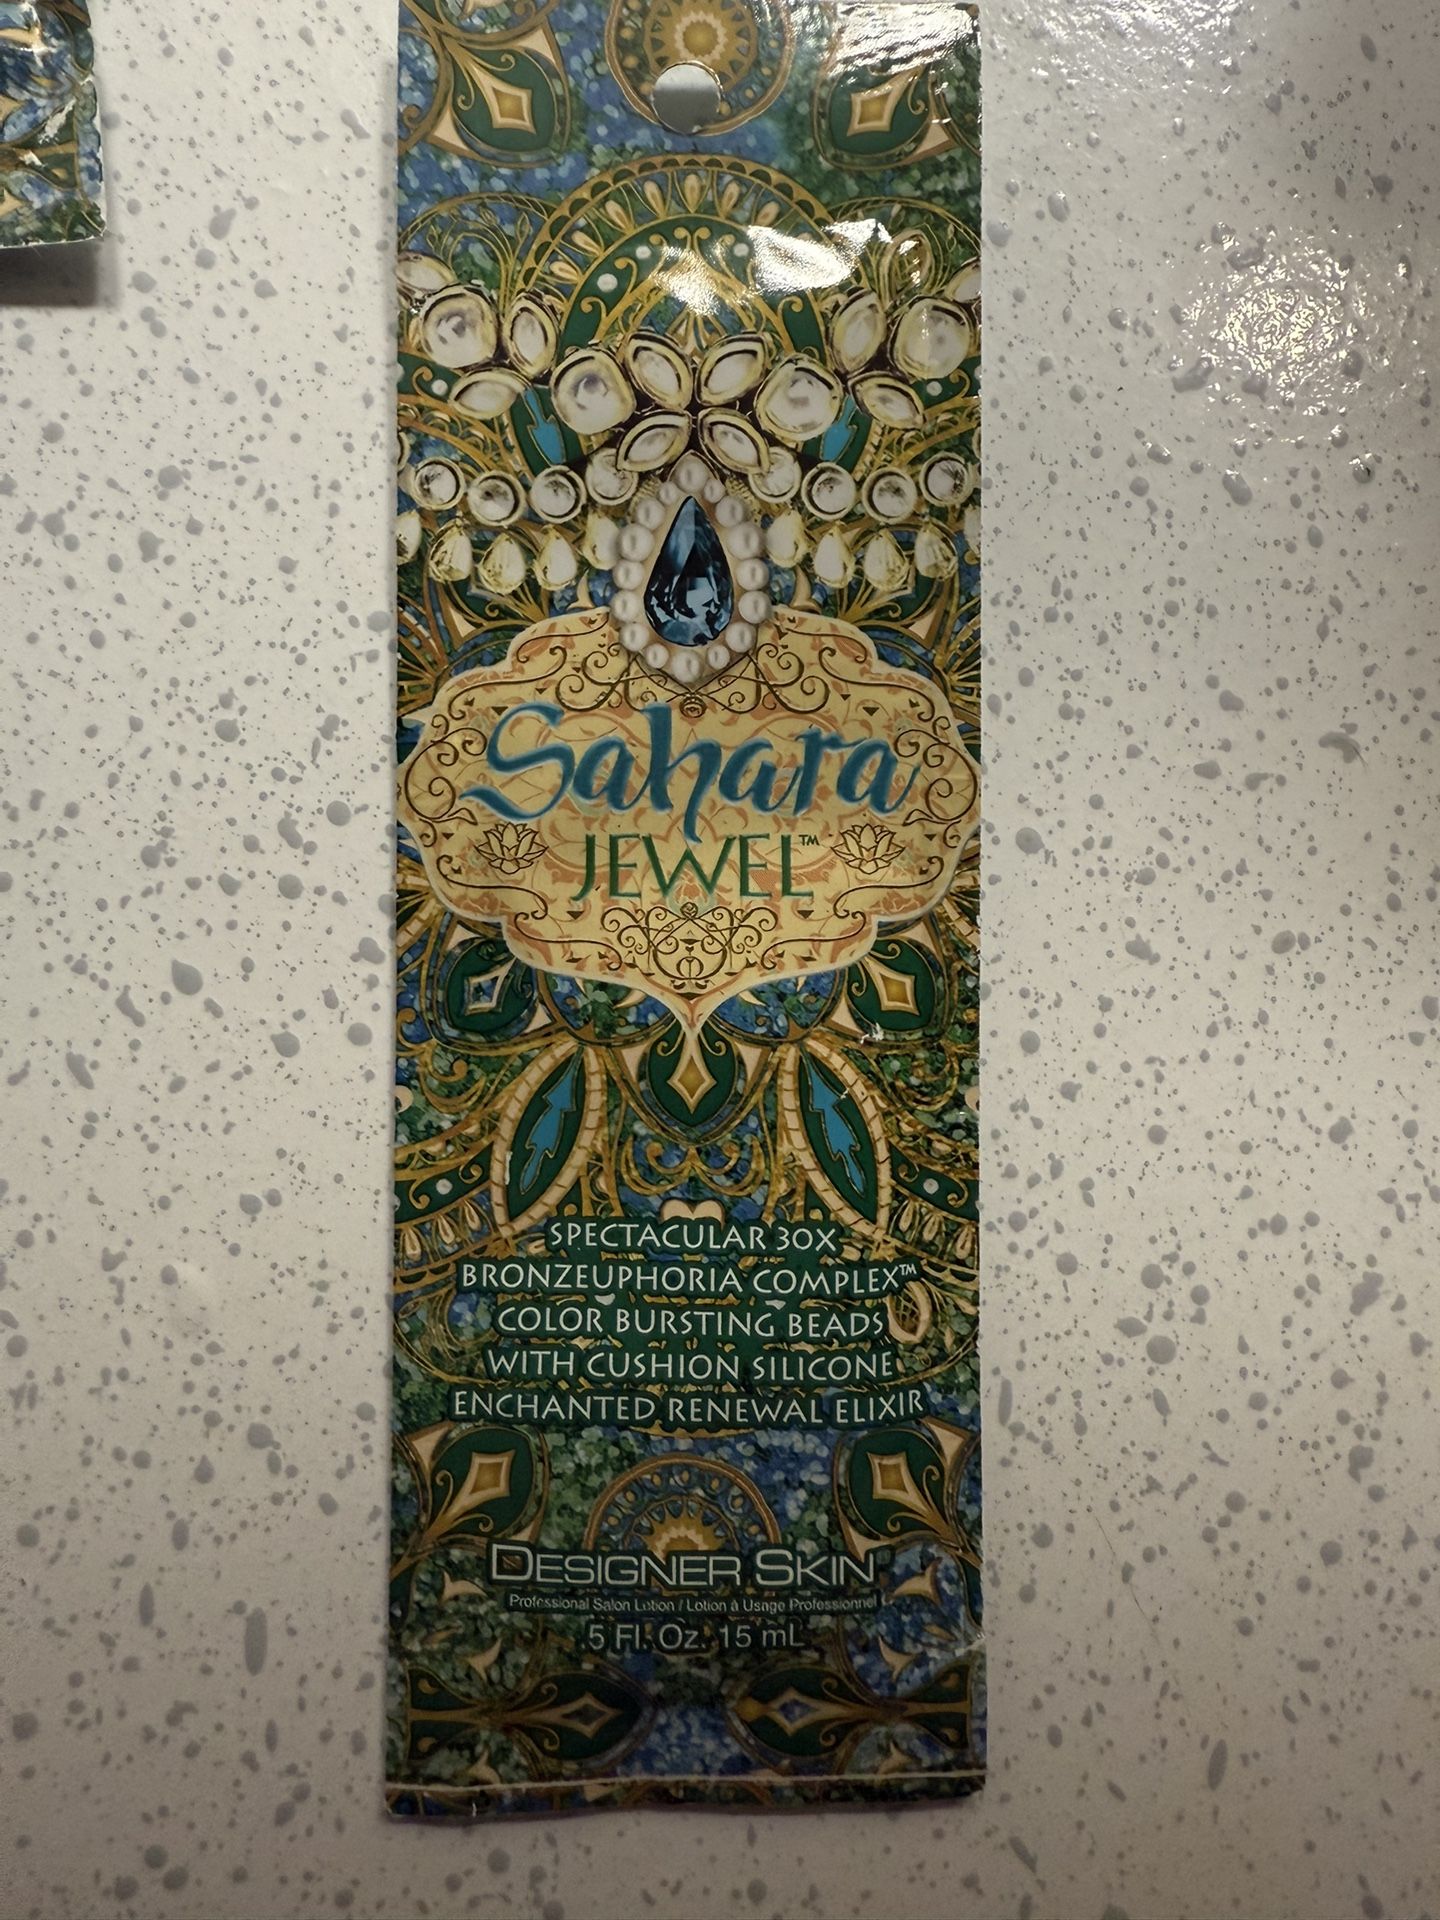 Sahara
JEWEL™
SPECTACULAR 30X
BRONZEUPHORIA COMPLEX™
COLOR BURSTING BEADS
WITH CUSHION SILICONE
ENCHANTED RENEWAL ELIXIR
DESIGNER SKIN®
Professional Salon Lotion / Lotion à Usage Professionnel
.5 Fl. Oz. 15 mL